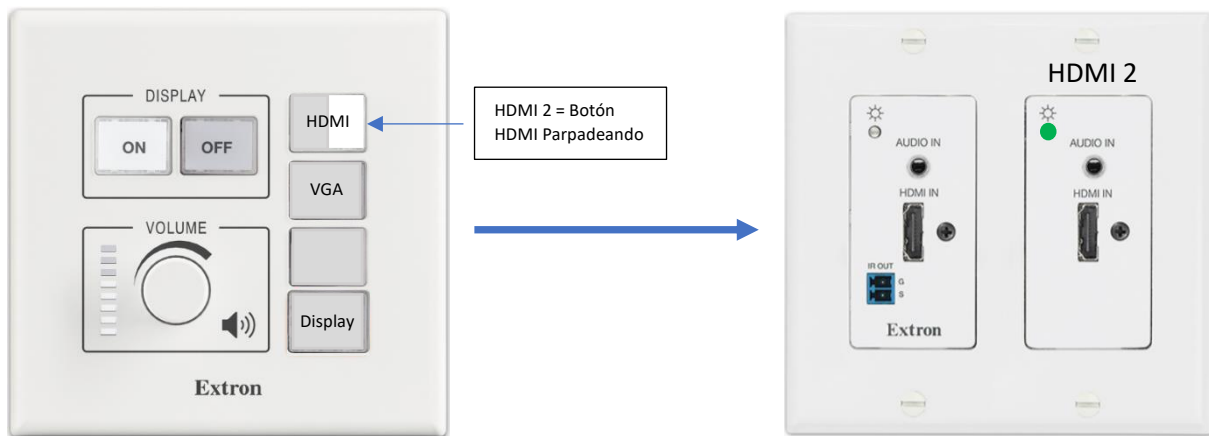 DISPLAY
ON
OFF
HDMI
VGA
Display
VOLUME
Extron
HDMI 2 = Botón
HDMI Parpadeando
HDMI 2
AUDIO IN
HDMI IN
IR OUT
G
S
Extron
AUDIO IN
HDMI IN